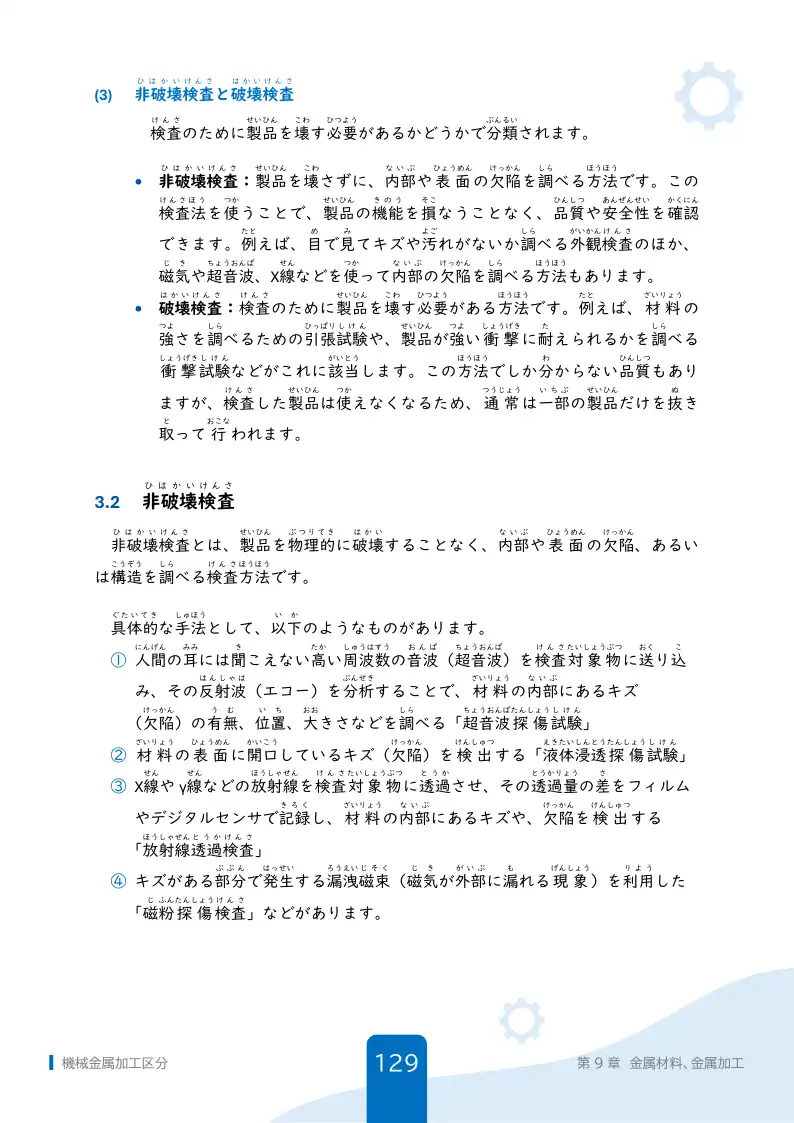 (3) 非破壊検査と破壊検査
検査のために製品を壊す必要があるかどうかで分類されます。
• 非破壊検査：製品を壊さずに、内部や表面の欠陥を調べる方法です。この
検査法を使うことで、製品の機能を損なうことなく、品質や安全性を確認
できます。例えば、目で見てキズや汚れがないか調べる外観検査のほか、
磁気や超音波、X線などを使って内部の欠陥を調べる方法もあります。
• 破壊検査：検査のために製品を壊す必要がある方法です。例えば、材料の
強さを調べるための引張試験や、製品が強い衝撃に耐えられるかを調べる
衝撃試験などがこれに該当します。この方法でしか分からない品質もあり
ますが、検査した製品は使えなくなるため、通常は一部の製品だけを抜き
取って行われます。
3.2 非破壊検査
非破壊検査とは、製品を物理的に破壊することなく、内部や表面の欠陥、あるい
は構造を調べる検査方法です。
具体的な手法として、以下のようなものがあります。
① 人間の耳には聞こえない高い周波数の音波（超音波）を検査対象物に送り込
み、その反射波（エコー）を分析することで、材料の内部にあるキズ
（欠陥）の有無、位置、大きさなどを調べる「超音波探傷試験」
② 材料の表面に開口しているキズ（欠陥）を検出する「液体浸透探傷試験」
③ X線やγ線などの放射線を検査対象物に透過させ、その透過量の差をフィルム
やデジタルセンサで記録し、材料の内部にあるキズや、欠陥を検出する
「放射線透過検査」
④ キズがある部分で発生する漏洩磁束（磁気が外部に漏れる現象）を利用した
「磁粉探傷検査」などがあります。
機械金属加工区分
129
第9章 金属材料、金属加工